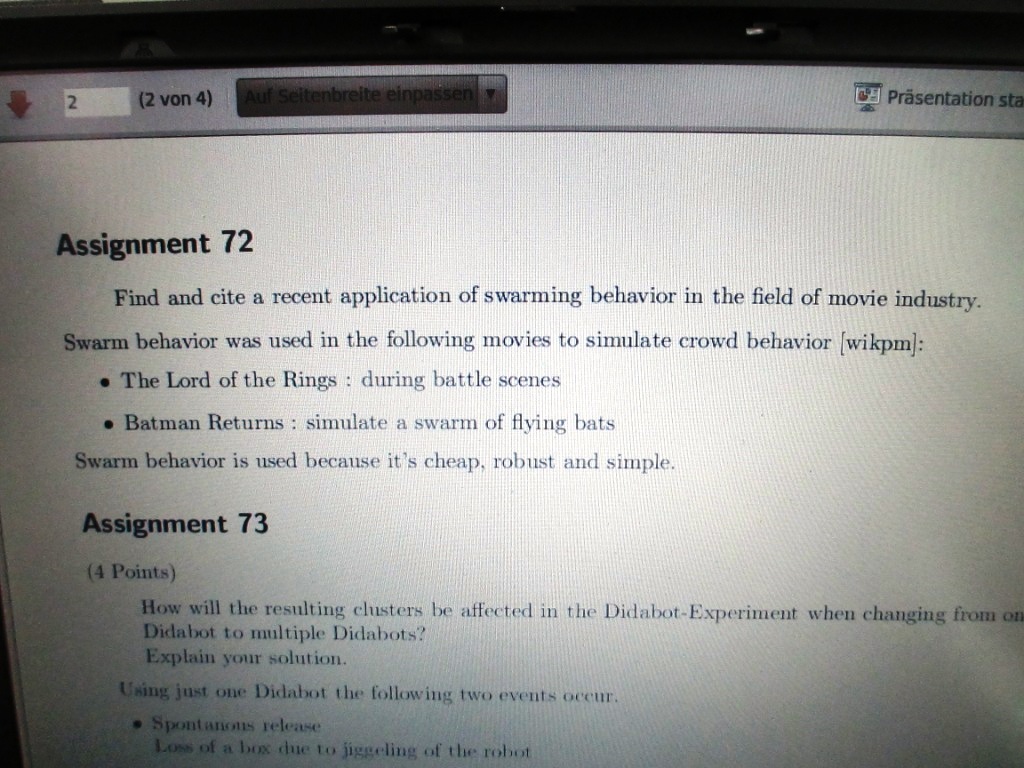 2 (2 von 4) Auf Seitenbreite einpassen Präsentation sta
Assignment 72
Find and cite a recent application of swarming behavior in the field of movie industry.
Swarm behavior was used in the following movies to simulate crowd behavior [wikpm]:
• The Lord of the Rings : during battle scenes
• Batman Returns : simulate a swarm of flying bats
Swarm behavior is used because it's cheap, robust and simple.
Assignment 73
(4 Points)
How will the resulting clusters be affected in the Didabot-Experiment when changing from on
Didabot to multiple Didabots?
Explain your solution.
Using just one Didabot the following two events occur.
• Spontanous release
Loss of a box due to jiggeling of the robot